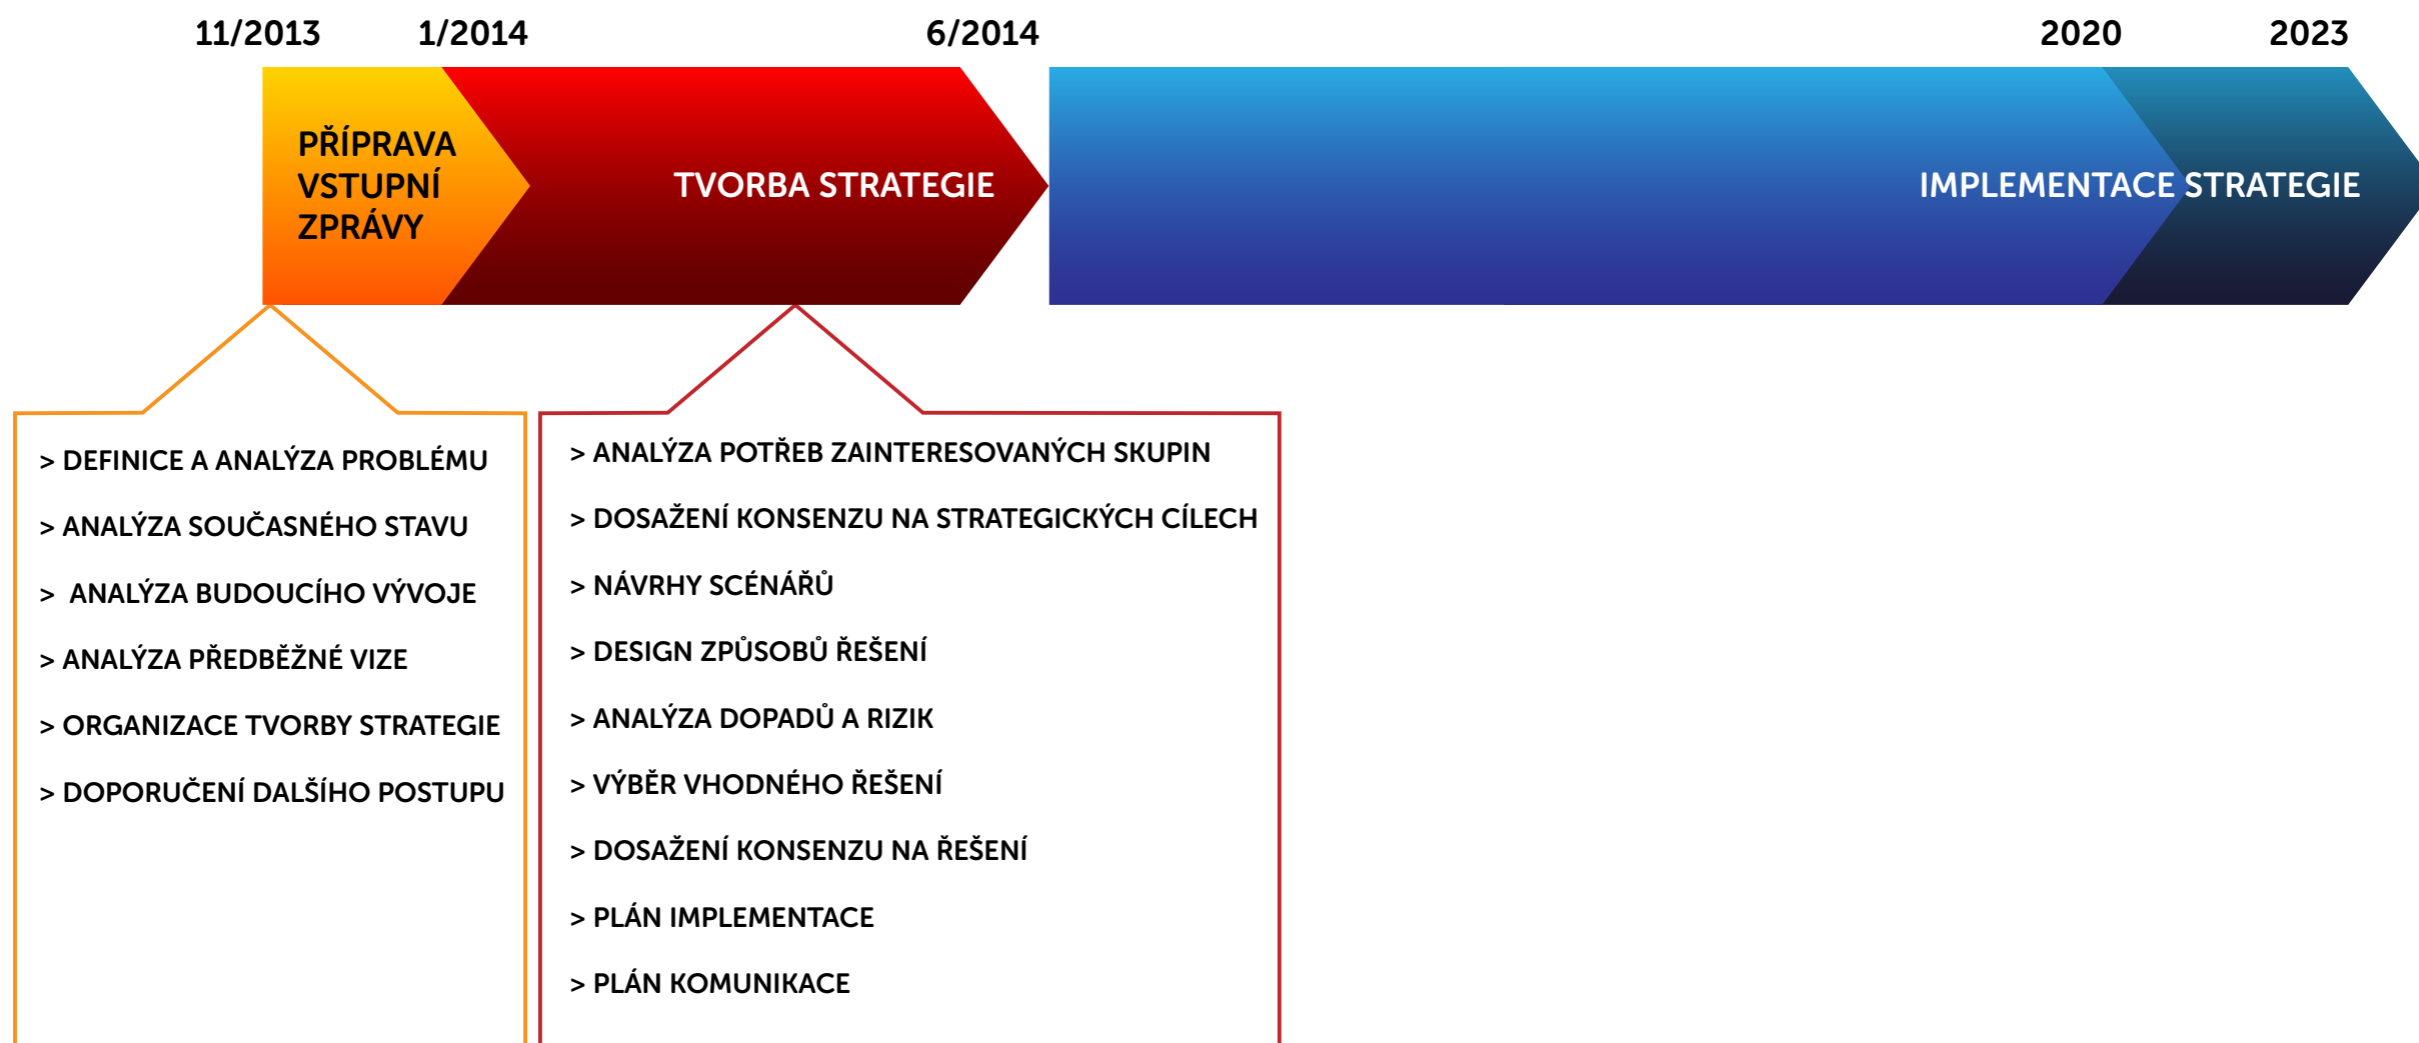 11/2013 1/2014 6/2014 2020 2023
PŘÍPRAVA
VSTUPNÍ
ZPRÁVY
TVORBA STRATEGIE
IMPLEMENTACE STRATEGIE
> DEFINICE A ANALÝZA PROBLÉMU
> ANALÝZA SOUČASNÉHO STAVU
> ANALÝZA BUDOUCÍHO VÝVOJE
> ANALÝZA PŘEDBĚŽNÉ VIZE
> ORGANIZACE TVORBY STRATEGIE
> DOPORUČENÍ DALŠÍHO POSTUPU
> ANALÝZA POTŘEB ZAINTERESOVANÝCH SKUPIN
> DOSAŽENÍ KONSENZU NA STRATEGICKÝCH CÍLECH
> NÁVRHY SCÉNÁŘŮ
> DESIGN ZPŮSOBŮ ŘEŠENÍ
> ANALÝZA DOPADŮ A RIZIK
> VÝBĚR VHODNÉHO ŘEŠENÍ
> DOSAŽENÍ KONSENZU NA ŘEŠENÍ
> PLÁN IMPLEMENTACE
> PLÁN KOMUNIKACE